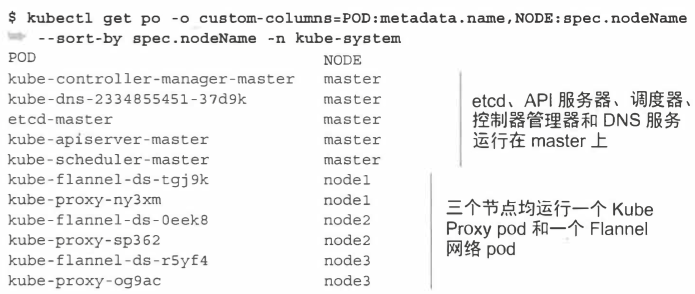 $ kubectl get po -o custom-columns=POD:metadata.name,NODE:spec.nodeName
--sort-by spec.nodeName -n kube-system
POD NODE
kube-controller-manager-master master
kube-dns-2334855451-37d9k master
etcd-master master
kube-apiserver-master master
kube-scheduler-master master
kube-flannel-ds-tgj9k node1
kube-proxy-ny3xm node1
kube-flannel-ds-0eek8 node2
kube-proxy-sp362 node2
kube-flannel-ds-r5yf4 node3
kube-proxy-og9ac node3
etcd、API 服务器、调度器、
控制器管理器和 DNS 服务
运行在 master 上
三个节点均运行一个 Kube
Proxy pod 和一个 Flannel
网络 pod